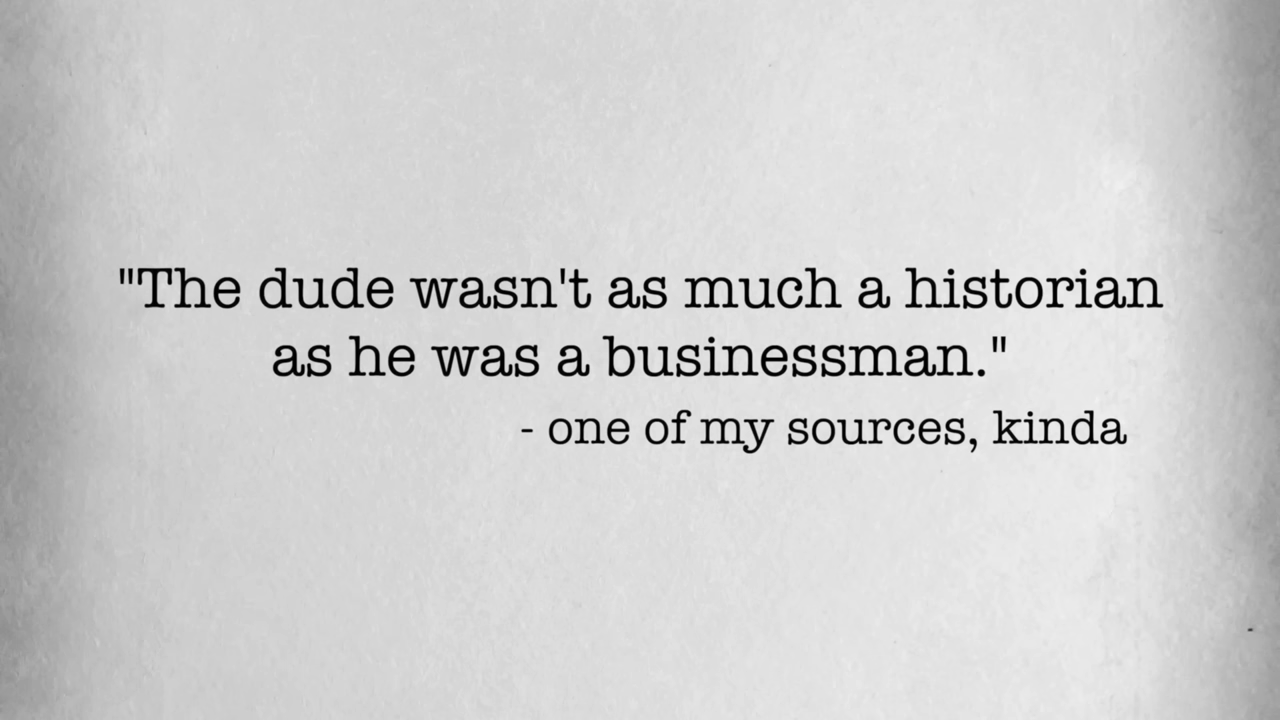 "The dude wasn't as much a historian
as he was a businessman."
- one of my sources, kinda